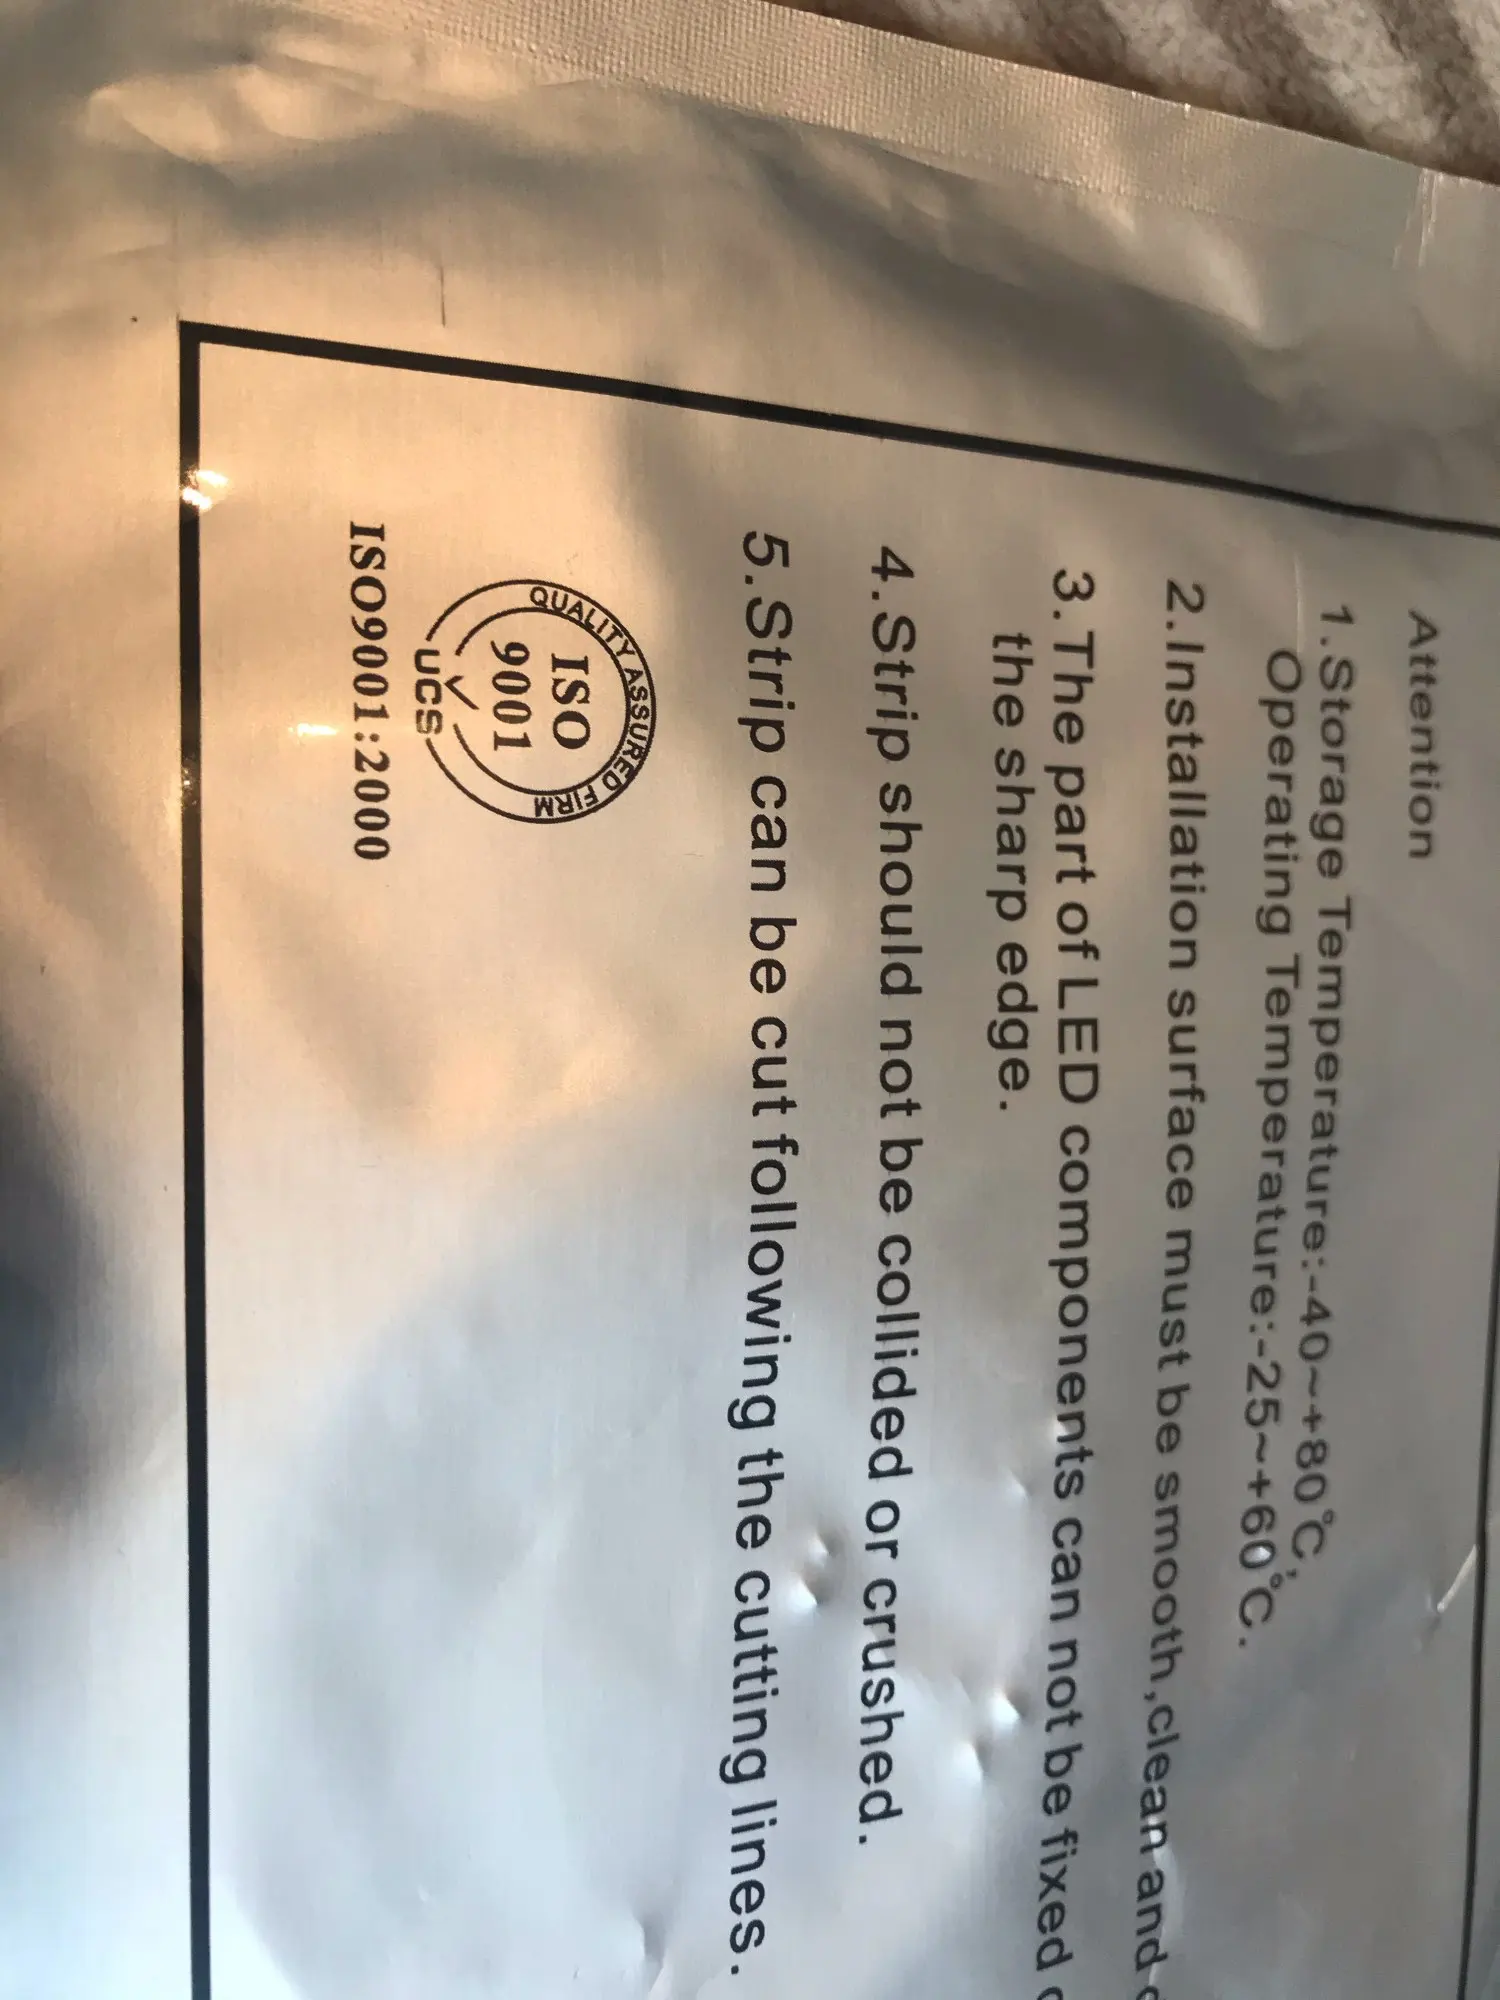 Attention
1.Storage Temperature:-40~+80℃,
Operating Temperature:-25~+60℃.
2.Installation surface must be smooth,clean and
3.The part of LED components can not be fixed
the sharp edge.
4.Strip should not be collided or crushed.
5.Strip can be cut following the cutting lines.
QUALITY ASSURED FIRM
ISO
9001
UCS
ISO9001:2000